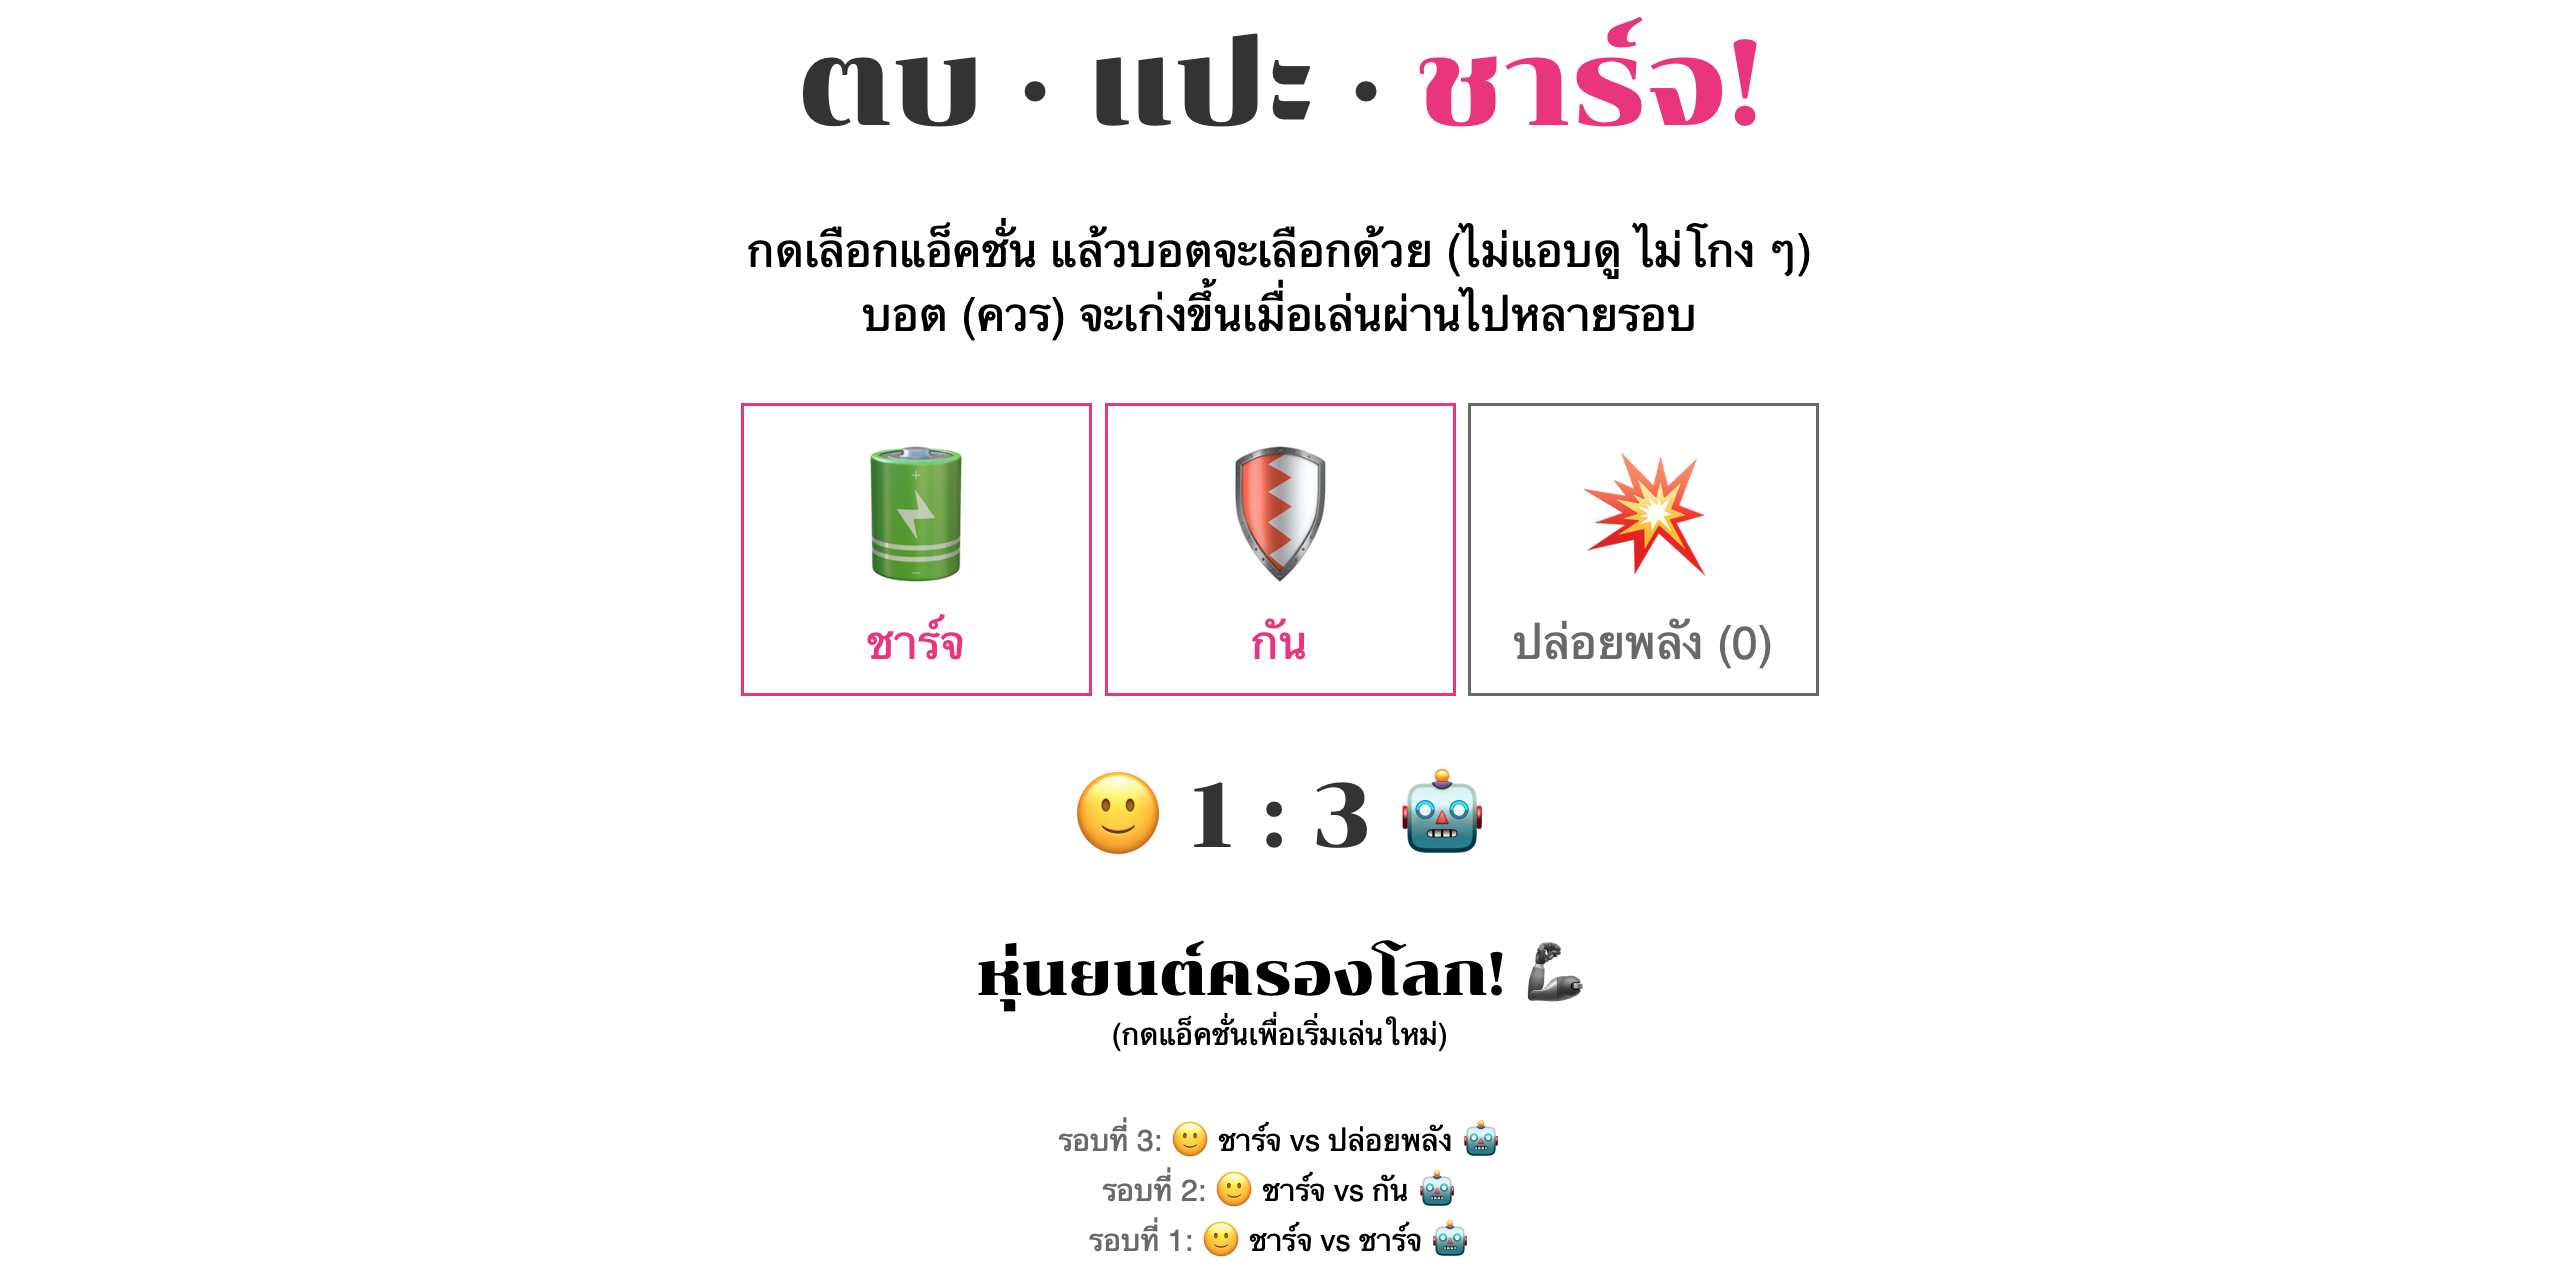 ตบ · แปะ · ชาร์จ!
กดเลือกแอ็คชั่น แล้วบอตจะเลือกด้วย (ไม่แอบดู ไม่โกง ๆ)
บอต (ควร) จะเก่งขึ้นเมื่อเล่นผ่านไปหลายรอบ
ชาร์จ
กัน
ปล่อยพลัง (0)
1 : 3
หุ่นยนต์ครองโลก!
(กดแอ็คชั่นเพื่อเริ่มเล่นใหม่)
รอบที่ 3: ชาร์จ vs ปล่อยพลัง
รอบที่ 2: ชาร์จ vs กัน
รอบที่ 1: ชาร์จ vs ชาร์จ